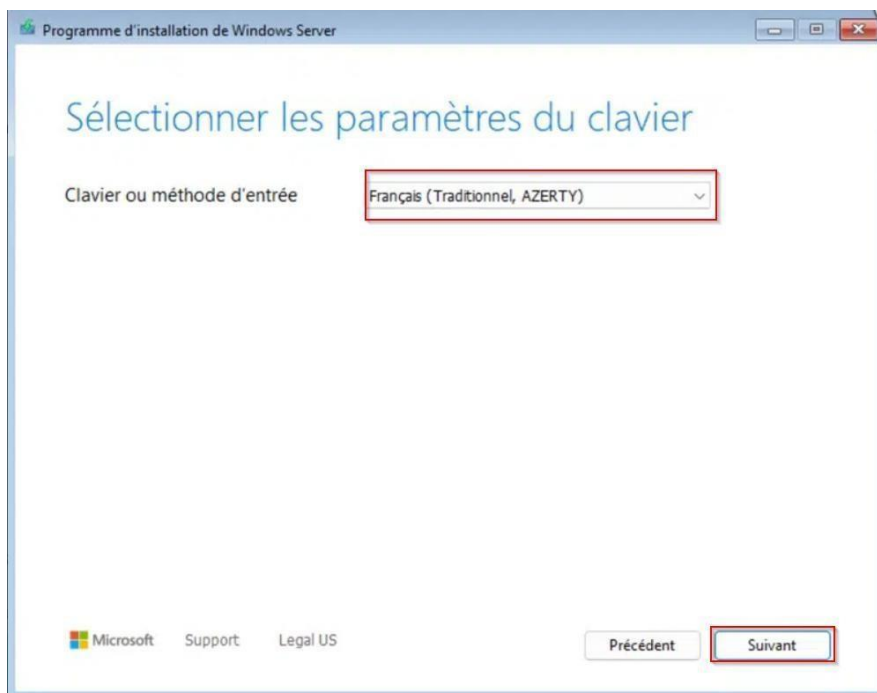 Programme d'installation de Windows Server
Sélectionner les paramètres du clavier
Clavier ou méthode d'entrée Français (Traditionnel, AZERTY)
Microsoft Support Legal US Précédent Suivant